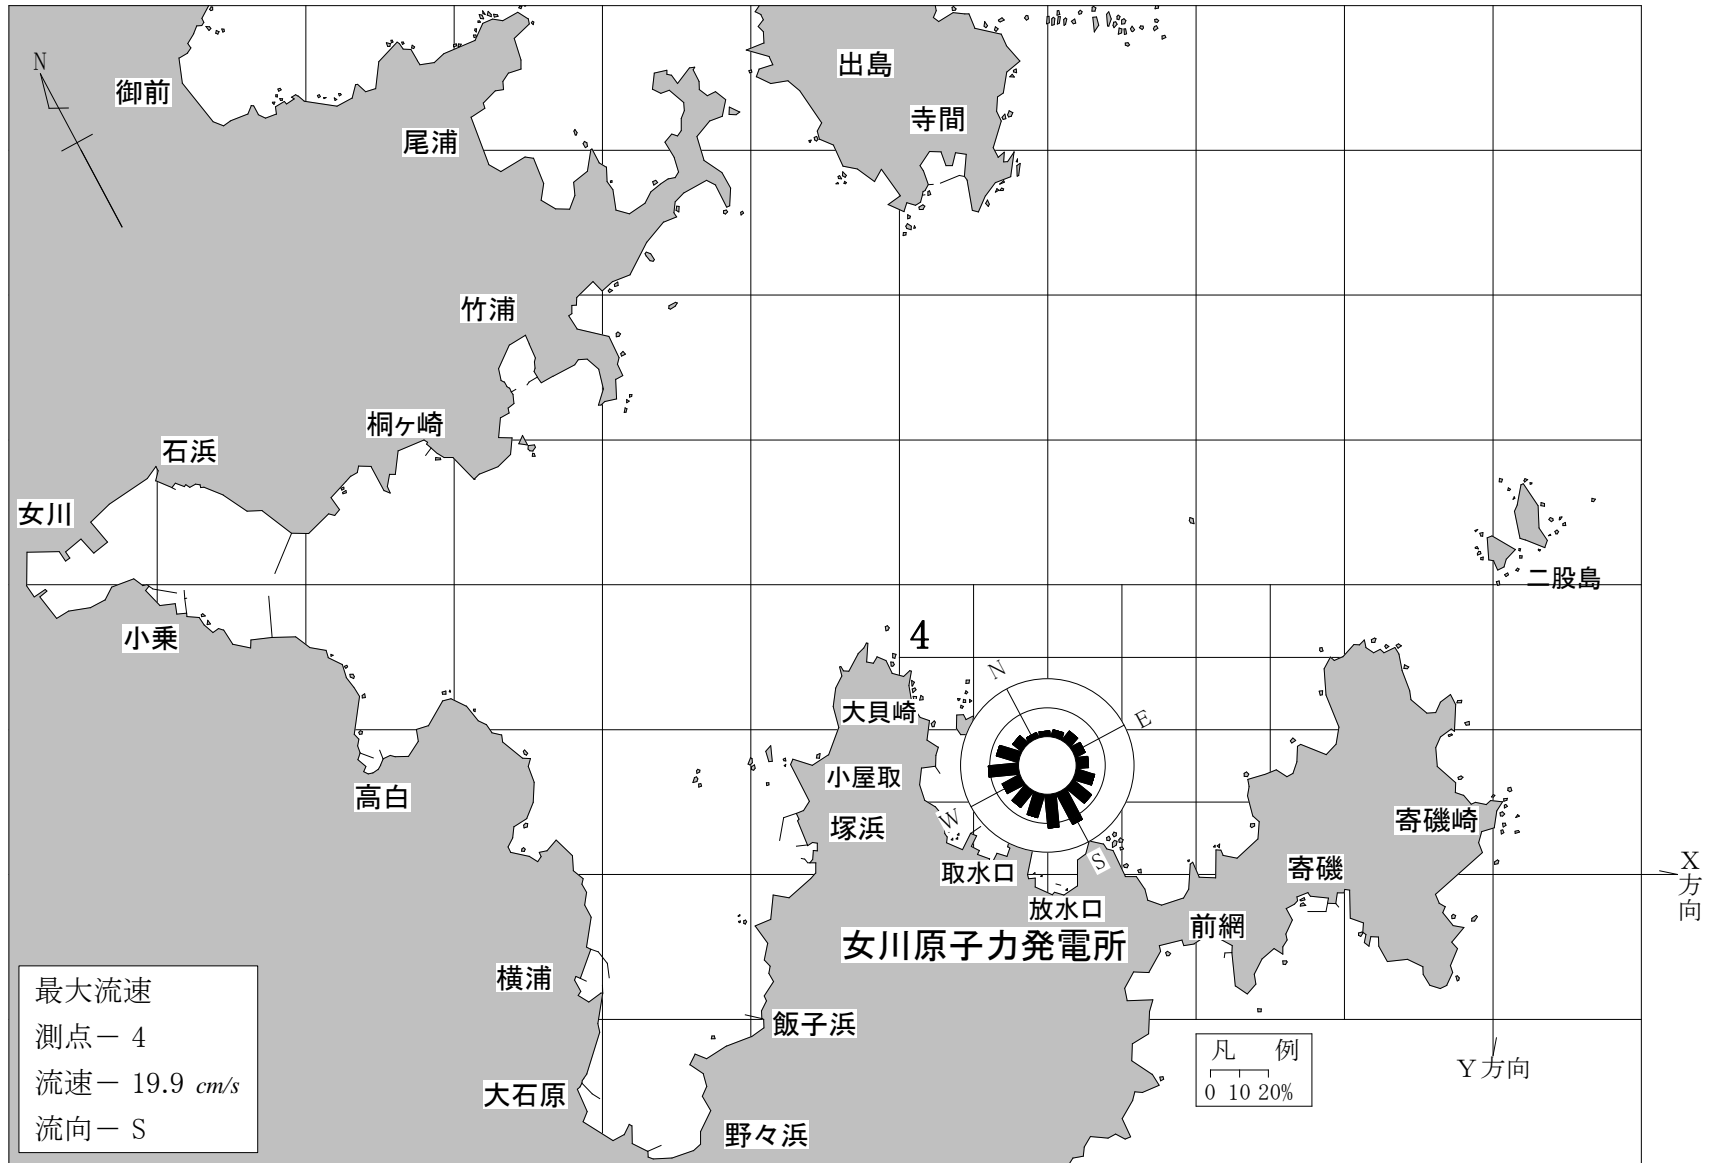 N
御前
出島
寺間
尾浦
竹浦
桐ヶ崎
石浜
女川
二股島
小乗
4
N
E
W
S
大貝崎
小屋取
塚浜
高白
寄磯崎
寄磯
取水口
放水口
前網
女川原子力発電所
X方向
横浦
飯子浜
大石原
野々浜
Y方向
凡 例
0 10 20%
最大流速
測点－ 4
流速－ 19.9 cm/s
流向－ S